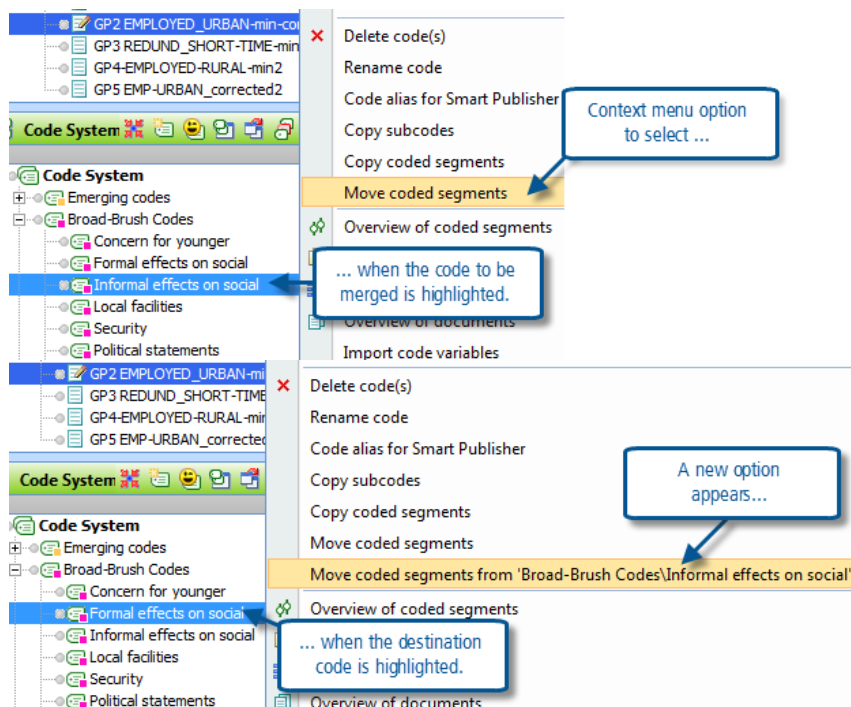 GP2 EMPLOYED_URBAN-min-co
GP3 REDUND_SHORT-TIME-min
GP4-EMPLOYED-RURAL-min2
GP5 EMP-URBAN_corrected2
Code System
Code System
Emerging codes
Broad-Brush Codes
Concern for younger
Formal effects on social
Informal effects on social
Local facilities
Security
Political statements
Delete code(s)
Rename code
Code alias for Smart Publisher
Copy subcodes
Copy coded segments
Move coded segments
Overview of coded segments
Overview of documents
Import code variables
Context menu option
to select ...
... when the code to be
merged is highlighted.
GP2 EMPLOYED_URBAN-mi
GP3 REDUND_SHORT-TIME
GP4-EMPLOYED-RURAL-mi
GP5 EMP-URBAN_correcte
Code System
Code System
Emerging codes
Broad-Brush Codes
Concern for younger
Formal effects on social
Informal effects on social
Local facilities
Security
Political statements
Delete code(s)
Rename code
Code alias for Smart Publisher
Copy subcodes
Copy coded segments
Move coded segments
Move coded segments from 'Broad-Brush Codes\Informal effects on social'
Overview of coded segments
Overview of documents
A new option
appears...
... when the destination
code is highlighted.